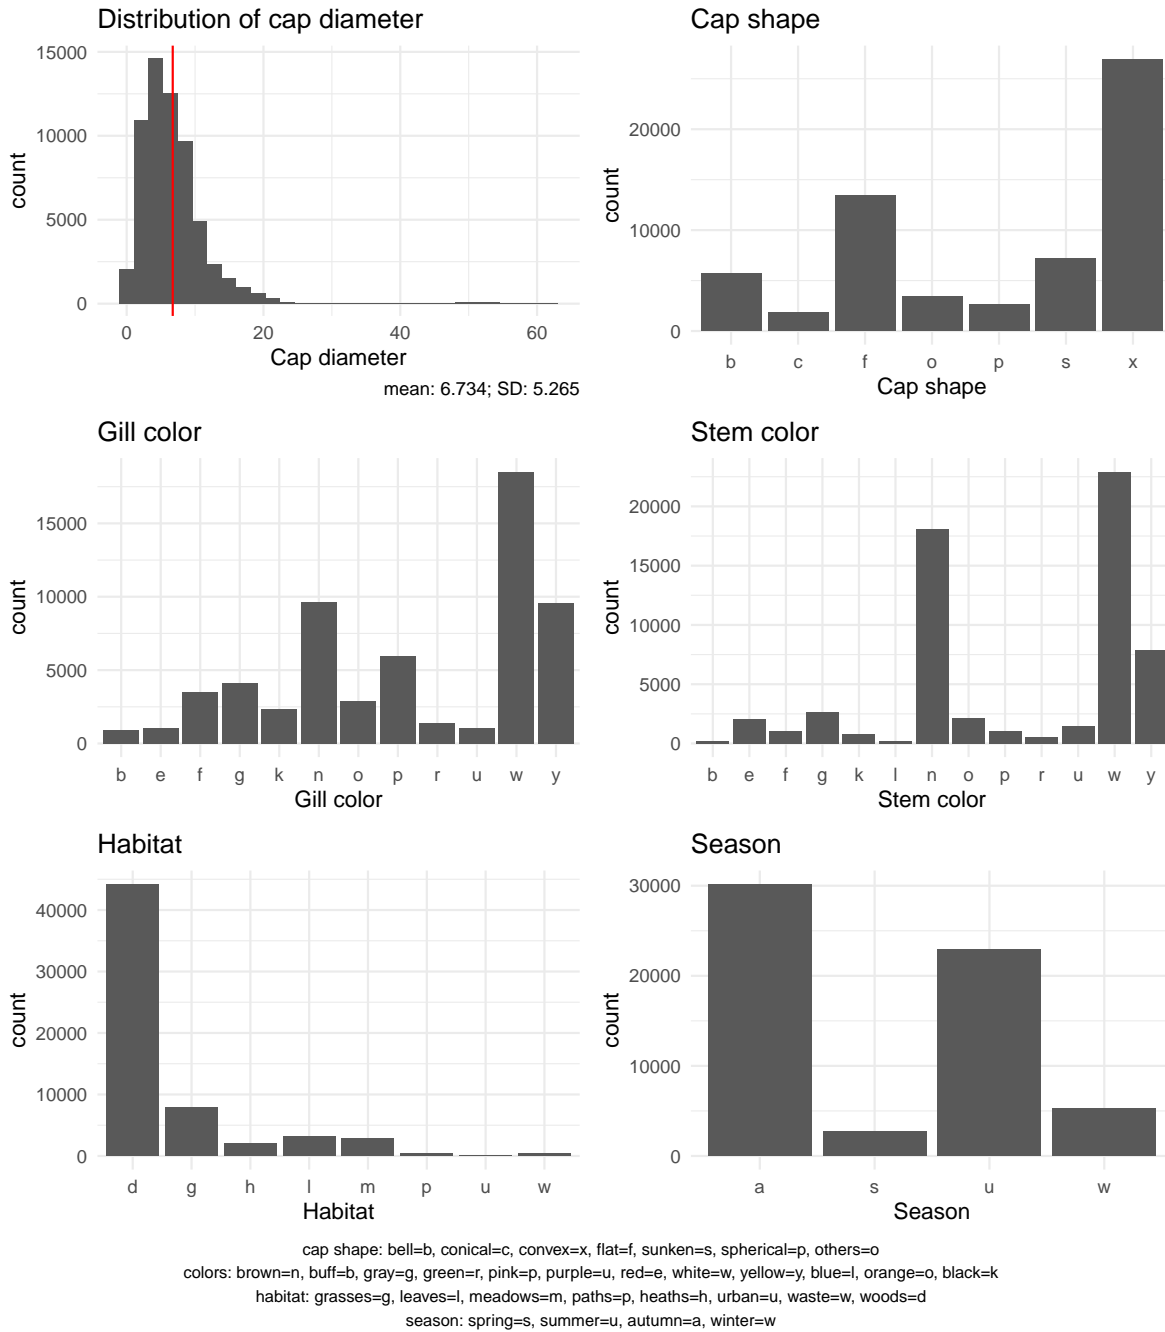 Distribution of cap diameter
count
15000
10000
5000
0
0 20 40 60
Cap diameter
mean: 6.734; SD: 5.265
Cap shape
count
20000
10000
0
b c f o p s x
Cap shape
Gill color
count
15000
10000
5000
0
b e f g k n o p r u w y
Gill color
Stem color
count
20000
15000
10000
5000
0
b e f g k l n o p r u w y
Stem color
Habitat
count
40000
30000
20000
10000
0
d g h l m p u w
Habitat
Season
count
30000
20000
10000
0
a s u w
Season
cap shape: bell=b, conical=c, convex=x, flat=f, sunken=s, spherical=p, others=o
colors: brown=n, buff=b, gray=g, green=r, pink=p, purple=u, red=e, white=w, yellow=y, blue=l, orange=o, black=k
habitat: grasses=g, leaves=l, meadows=m, paths=p, heaths=h, urban=u, waste=w, woods=d
season: spring=s, summer=u, autumn=a, winter=w